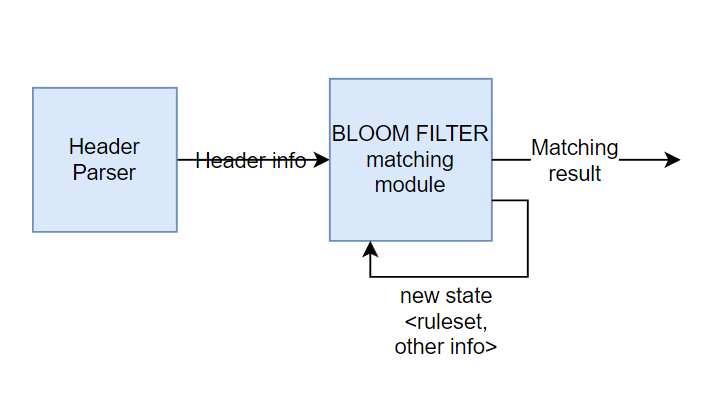 Header
Parser
Header info
BLOOM FILTER
matching
module
Matching
result
new state
<ruleset,
other info>